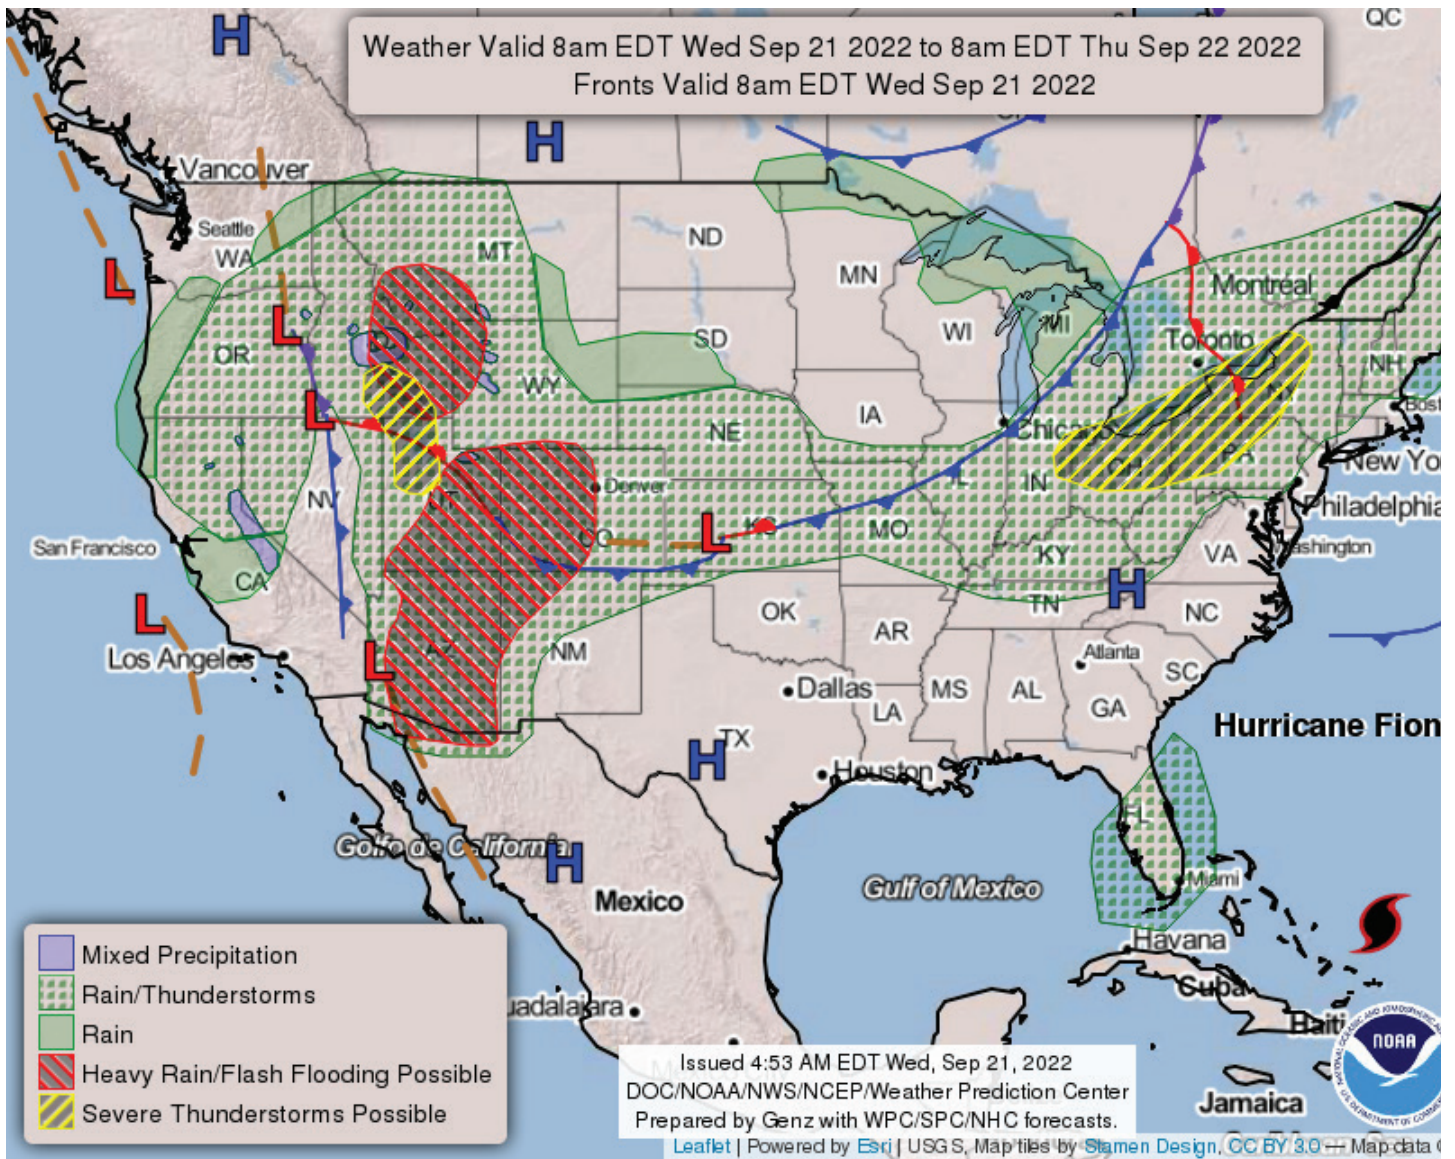 QC
Weather Valid 8am EDT Wed Sep 21 2022 to 8am EDT Thu Sep 22 2022
Fronts Valid 8am EDT Wed Sep 21 2022
H
H
Vancouver
Seattle
WA
MT
ND
MN
L
Montréal
OR
L
SD
WI
MI
Toronto
NH
WY
L
IA
NE
Chicago
OH
PA
New Yo
NV
UT
Denver
IL
IN
Philadelphia
San Francisco
CO
L
KS
MO
KY
VA
Washington
CA
H
L
OK
TN
NC
Los Angeles
L
AZ
NM
AR
Atlanta
SC
Dallas
MS
AL
GA
LA
Hurricane Fion
H
TX
Houston
FL
Golfo de California
H
Mexico
Gulf of Mexico
Miami
Havana
Cuba
Mixed Precipitation
Rain/Thunderstorms
Rain
Heavy Rain/Flash Flooding Possible
Severe Thunderstorms Possible
uadalajara
Haiti
NOAA
Issued 4:53 AM EDT Wed, Sep 21, 2022
DOC/NOAA/NWS/NCEP/Weather Prediction Center
Prepared by Genz with WPC/SPC/NHC forecasts.
Jamaica
Leaflet | Powered by Esri | USGS, Map tiles by Stamen Design, CC BY 3.0 — Map data ©